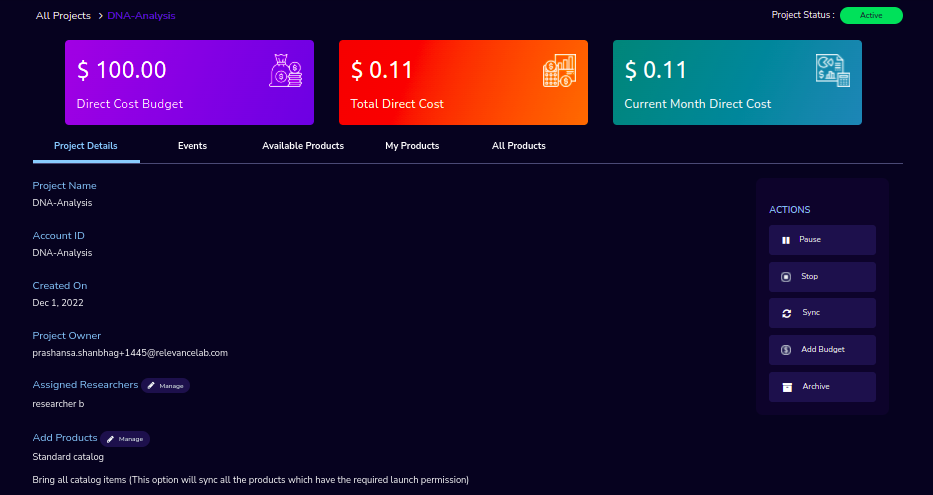 All Projects > DNA-Analysis
Project Status : Active
$ 100.00
Direct Cost Budget
$ 0.11
Total Direct Cost
$ 0.11
Current Month Direct Cost
Project Details Events Available Products My Products All Products
Project Name
DNA-Analysis
Account ID
DNA-Analysis
Created On
Dec 1, 2022
Project Owner
prashansa.shanbhag+1445@relevancelab.com
Assigned Researchers Manage
researcher b
Add Products Manage
Standard catalog
Bring all catalog items (This option will sync all the products which have the required launch permission)
ACTIONS
Pause
Stop
Sync
Add Budget
Archive